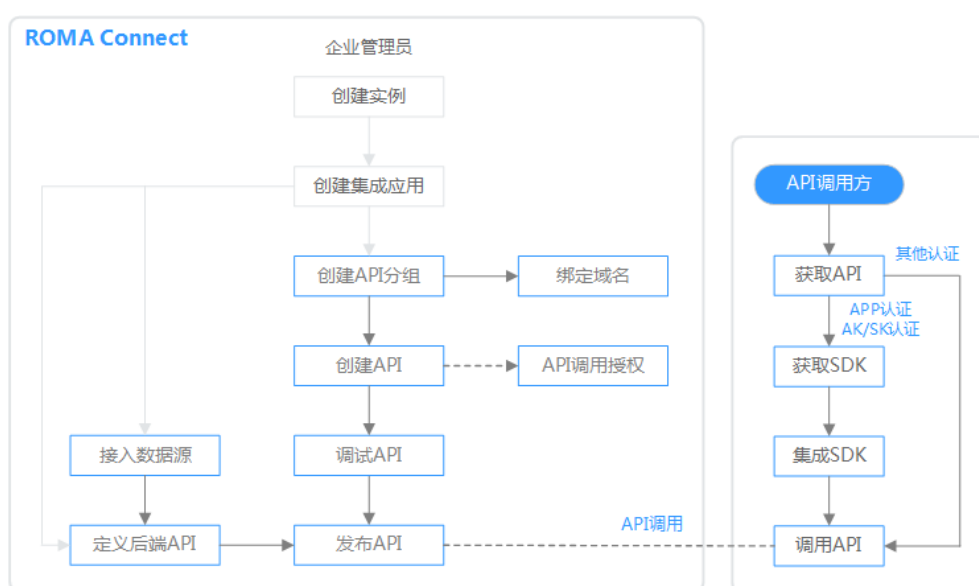 ROMA Connect
企业管理员
创建实例
创建集成应用
创建API分组
绑定域名
创建API
API调用授权
接入数据源
调试API
定义后端API
发布API
API调用
API调用方
其他认证
获取API
APP认证
AK/SK认证
获取SDK
集成SDK
调用API